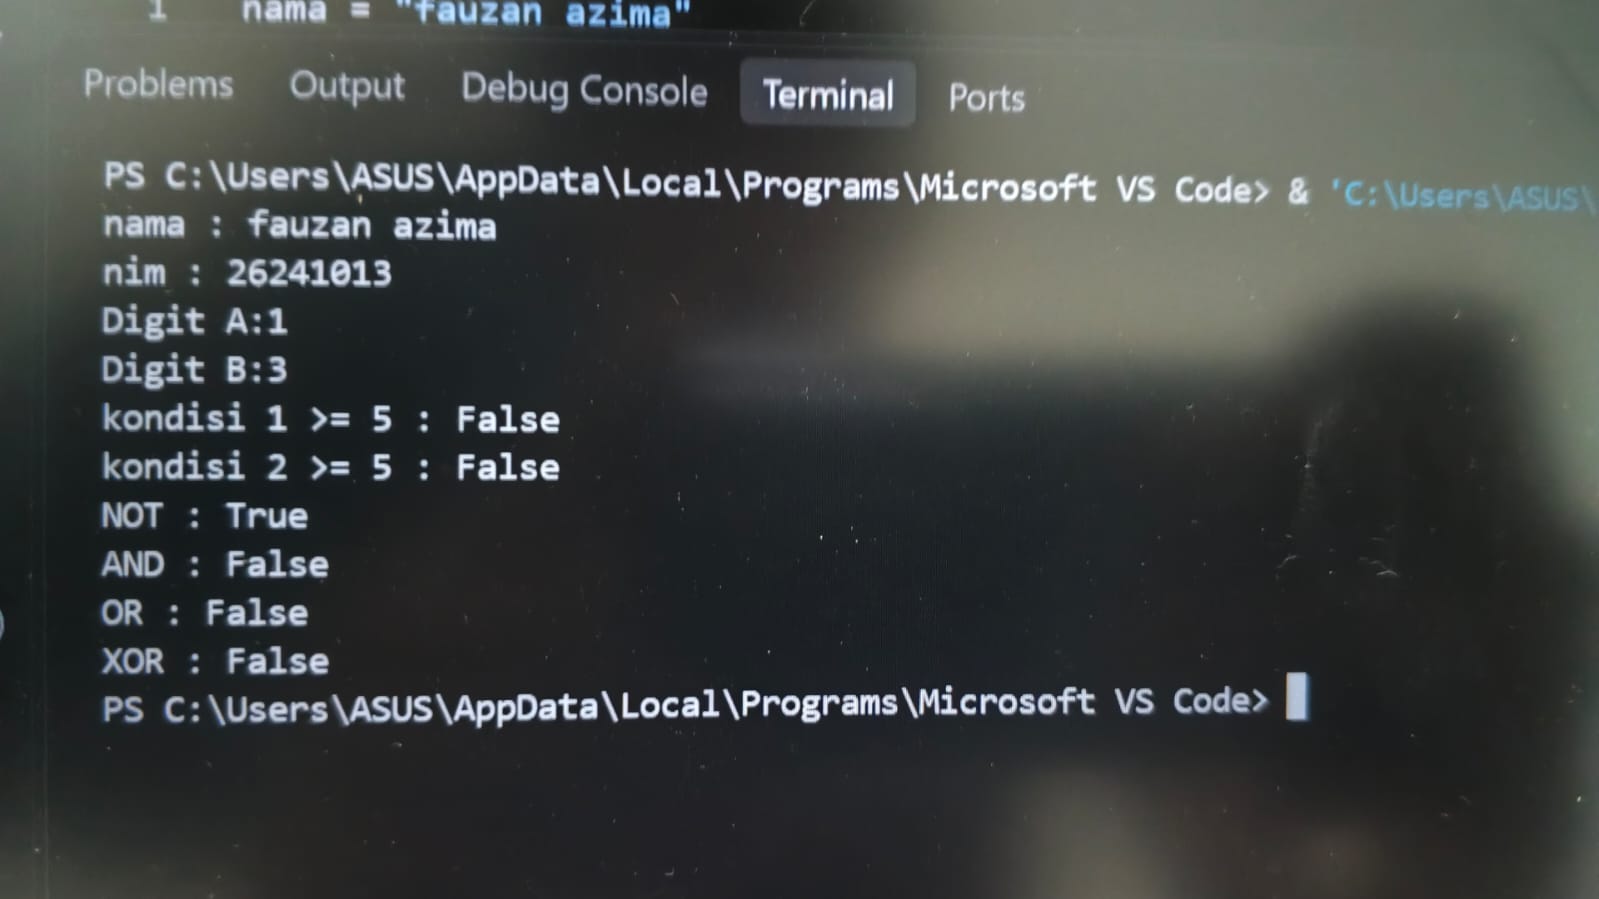 1 nama = "fauzan azima"
Problems Output Debug Console Terminal Ports
PS C:\Users\ASUS\AppData\Local\Programs\Microsoft VS Code> & 'C:\Users\ASUS\
nama : fauzan azima
nim : 26241013
Digit A:1
Digit B:3
kondisi 1 >= 5 : False
kondisi 2 >= 5 : False
NOT : True
AND : False
OR : False
XOR : False
PS C:\Users\ASUS\AppData\Local\Programs\Microsoft VS Code>